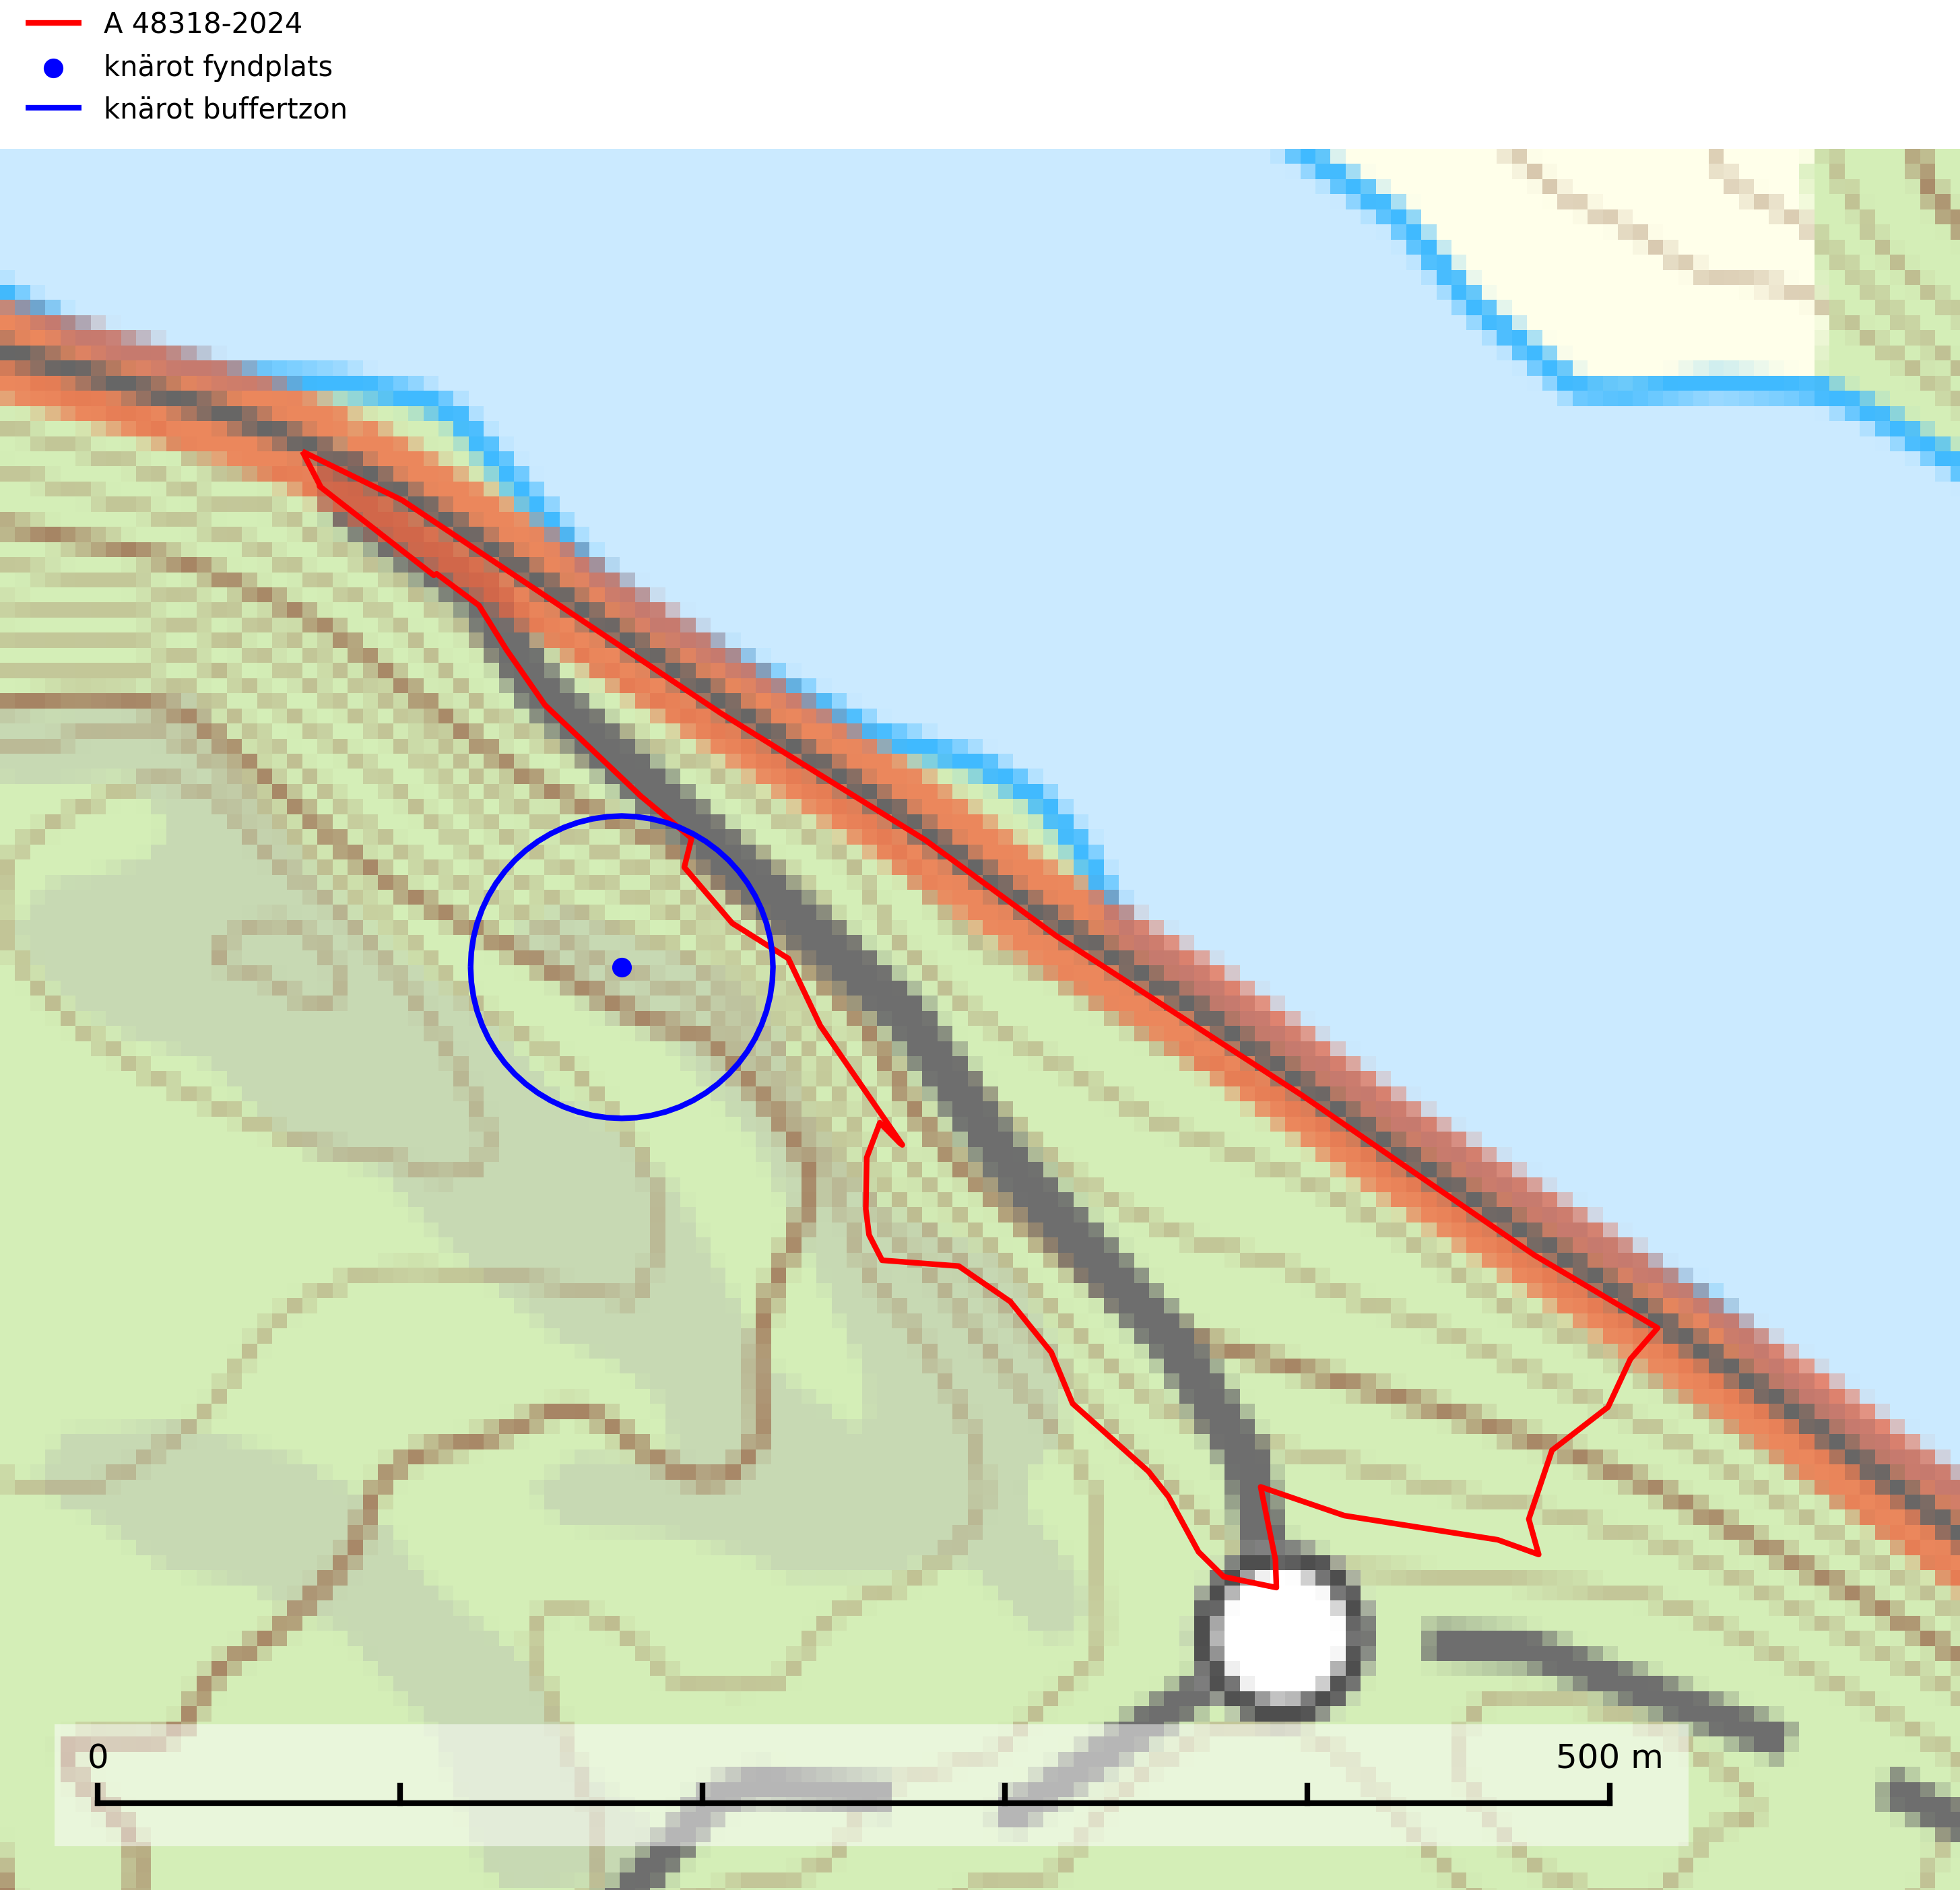 A 48318-2024
knärot fyndplats
knärot buffertzon
0 500 m